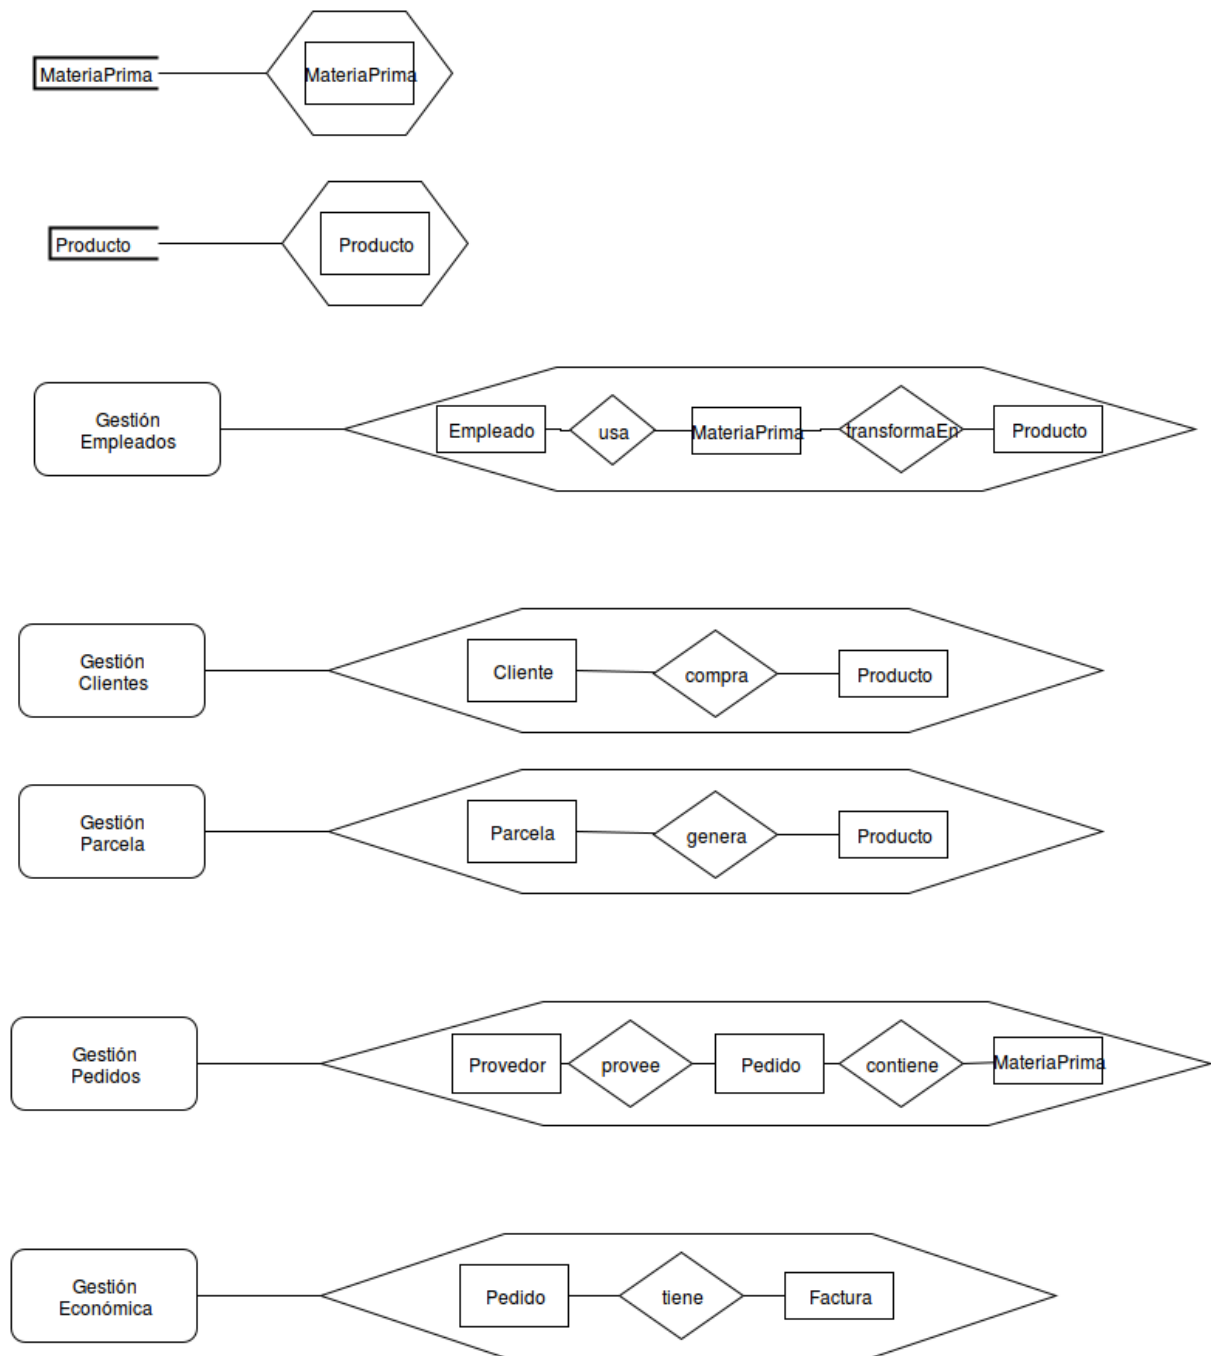 MateriaPrima
MateriaPrima
Producto
Producto
Gestión
Empleados
Empleado
usa
MateriaPrima
transformaEn
Producto
Gestión
Clientes
Cliente
compra
Producto
Gestión
Parcela
Parcela
genera
Producto
Gestión
Pedidos
Provedor
provee
Pedido
contiene
MateriaPrima
Gestión
Económica
Pedido
tiene
Factura